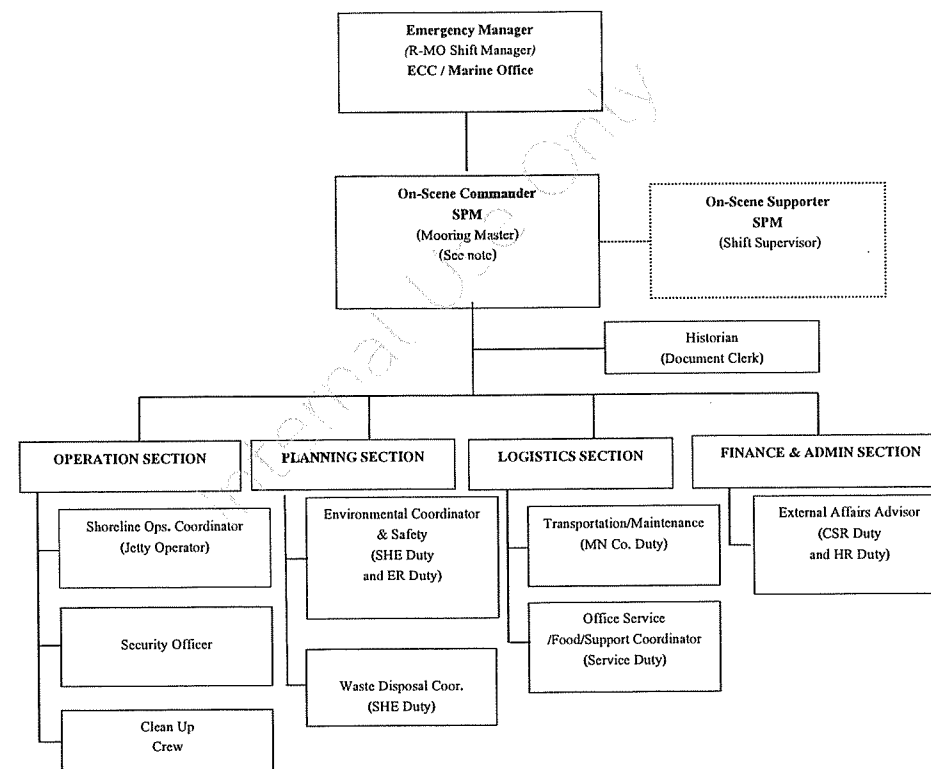 Emergency Manager
(R-MO Shift Manager)
ECC / Marine Office
On-Scene Commander
SPM
(Mooring Master)
(See note)
On-Scene Supporter
SPM
(Shift Supervisor)
Historian
(Document Clerk)
OPERATION SECTION
PLANNING SECTION
LOGISTICS SECTION
FINANCE & ADMIN SECTION
Shoreline Ops. Coordinator
(Jetty Operator)
Security Officer
Clean Up
Crew
Environmental Coordinator
& Safety
(SHE Duty
and ER Duty)
Waste Disposal Coor.
(SHE Duty)
Transportation/Maintenance
(MN Co. Duty)
Office Service
/Food/Support Coordinator
(Service Duty)
External Affairs Advisor
(CSR Duty
and HR Duty)
Internal Use Only